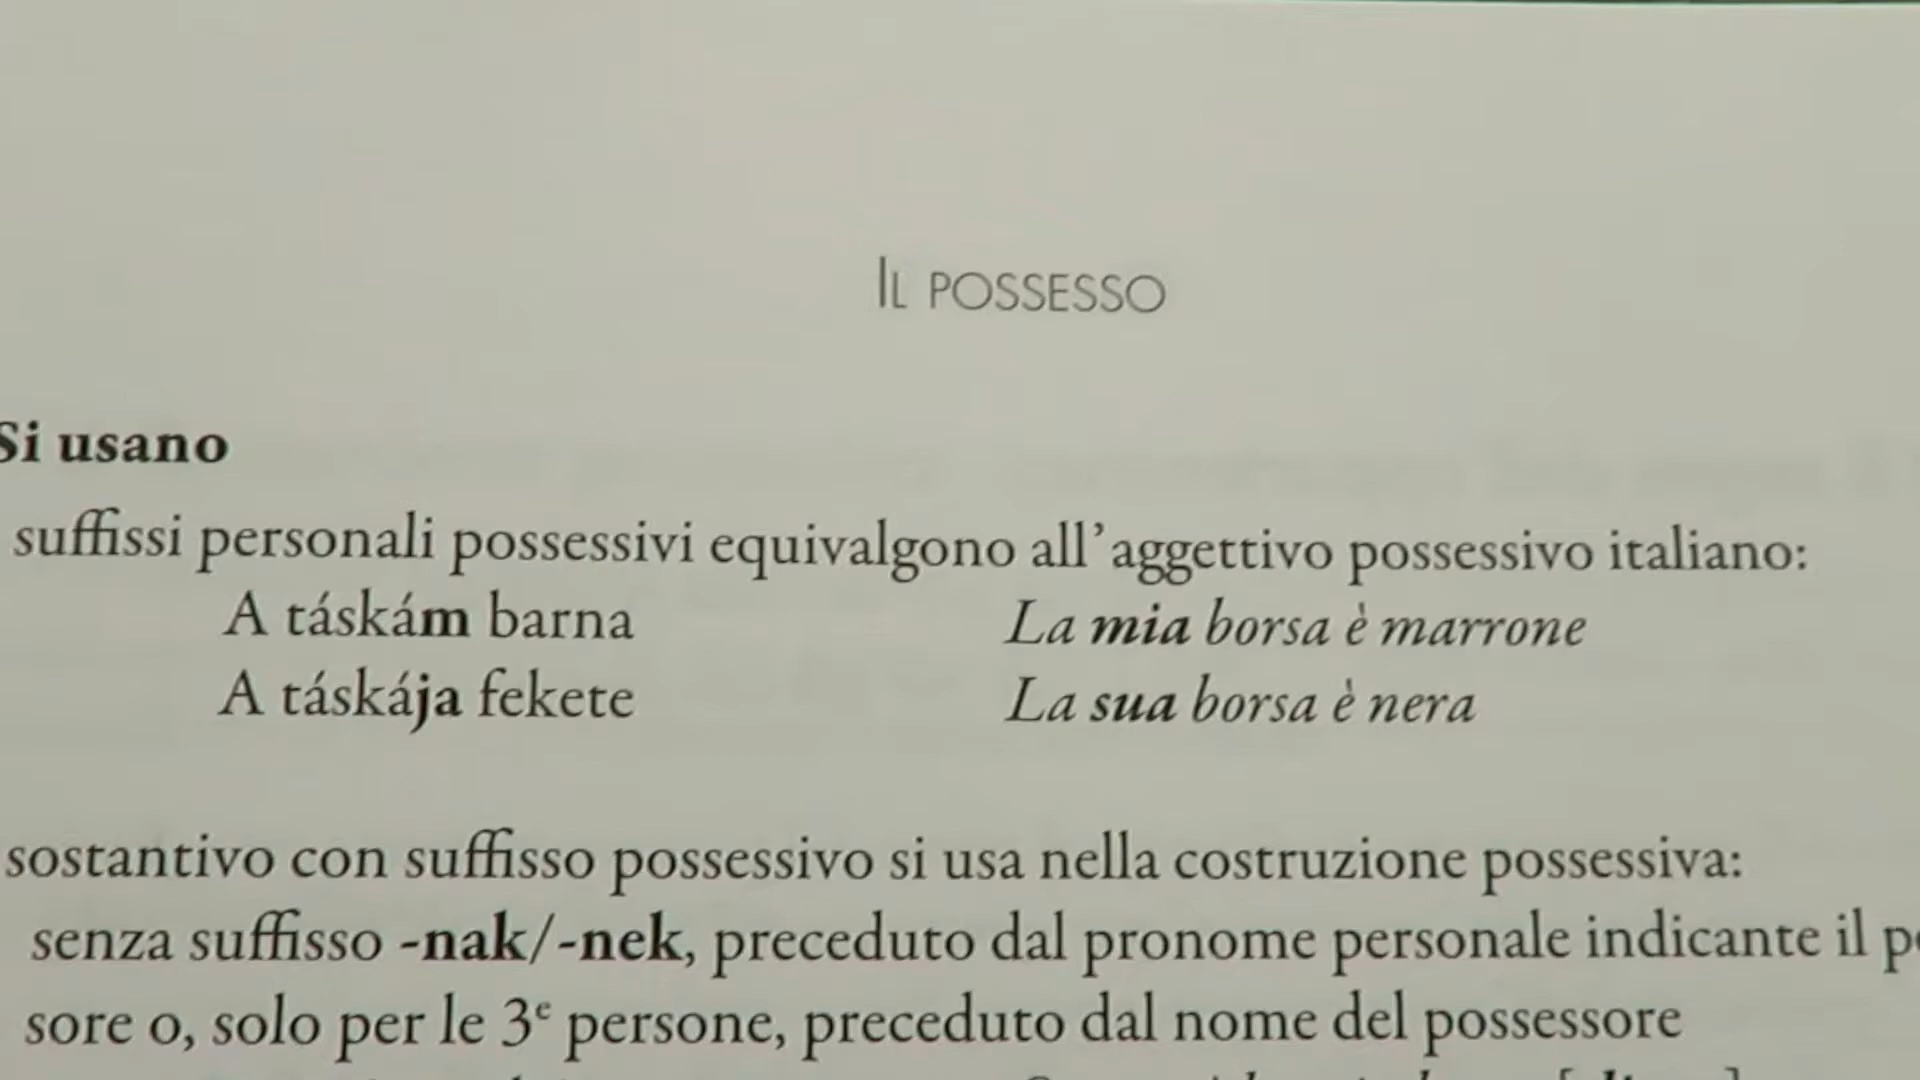 Il possesso
Si usano
suffissi personali possessivi equivalgono all'aggettivo possessivo italiano:
A táskám barna La mia borsa è marrone
A táskája fekete La sua borsa è nera
sostantivo con suffisso possessivo si usa nella costruzione possessiva:
senza suffisso -nak/-nek, preceduto dal pronome personale indicante il
sore o, solo per le 3e persone, preceduto dal nome del possessore